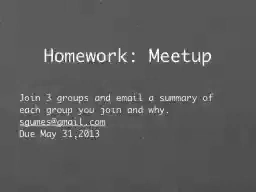 Homework: Meetup
Join 3 groups and email a summary of
each group you join and why.
sgumes@gmail.com
Due May 31,2013